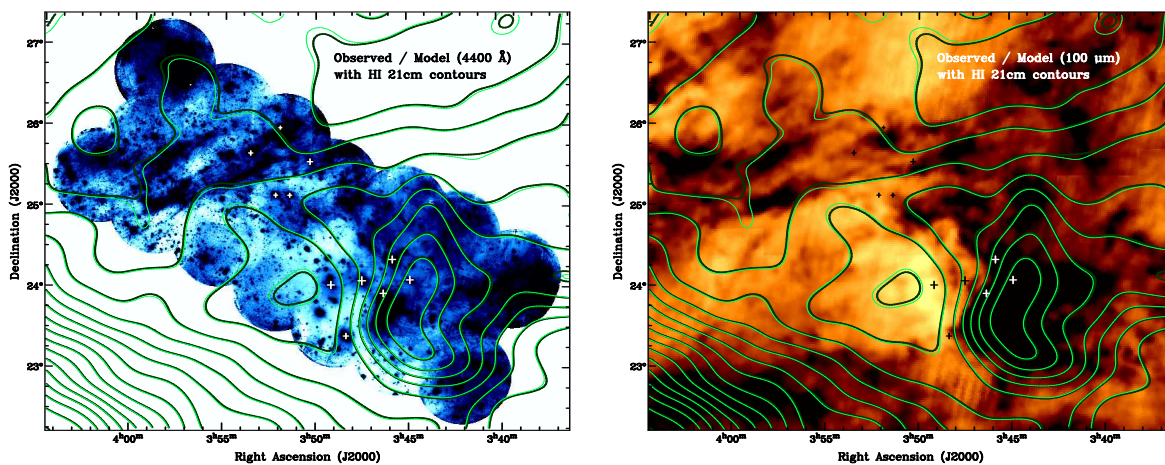 Observed / Model (4400 Å)
with HI 21cm contours
27°
26°
25°
24°
23°
Declination (J2000)
4ʰ00ᵐ
3ʰ55ᵐ
3ʰ50ᵐ
3ʰ45ᵐ
3ʰ40ᵐ
Right Ascension (J2000)
Observed / Model (100 μm)
with HI 21cm contours
27°
26°
25°
24°
23°
Declination (J2000)
4ʰ00ᵐ
3ʰ55ᵐ
3ʰ50ᵐ
3ʰ45ᵐ
3ʰ40ᵐ
Right Ascension (J2000)